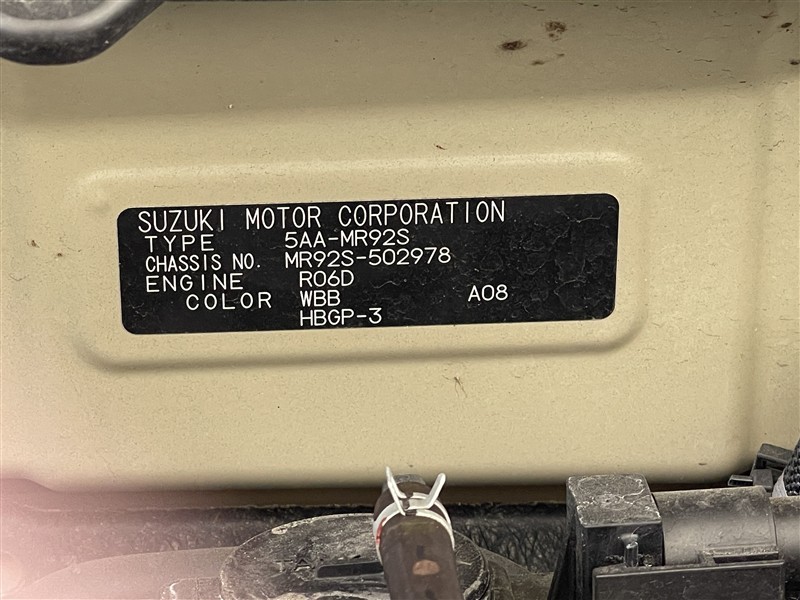 SUZUKI MOTOR CORPORATION
TYPE 5AA-MR92S
CHASSIS NO. MR92S-502978
ENGINE R06D
COLOR WBB A08
HBGP-3